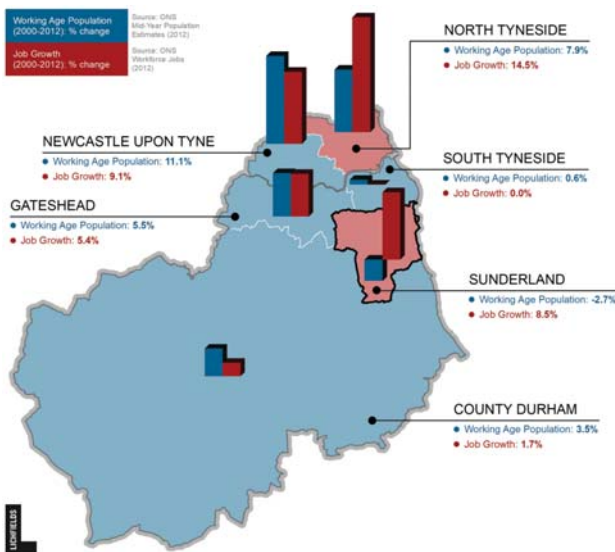 Working Age Population
(2000-2012): % change
Source: ONS
Mid-Year Population
Estimates (2012)
Job Growth
(2000-2012): % change
Source: ONS
Workforce Jobs
(2012)
NORTH TYNESIDE
Working Age Population: 7.9%
Job Growth: 14.5%
NEWCASTLE UPON TYNE
Working Age Population: 11.1%
Job Growth: 9.1%
SOUTH TYNESIDE
Working Age Population: 0.6%
Job Growth: 0.0%
GATESHEAD
Working Age Population: 5.5%
Job Growth: 5.4%
SUNDERLAND
Working Age Population: -2.7%
Job Growth: 8.5%
COUNTY DURHAM
Working Age Population: 3.5%
Job Growth: 1.7%
LICHFIELDS